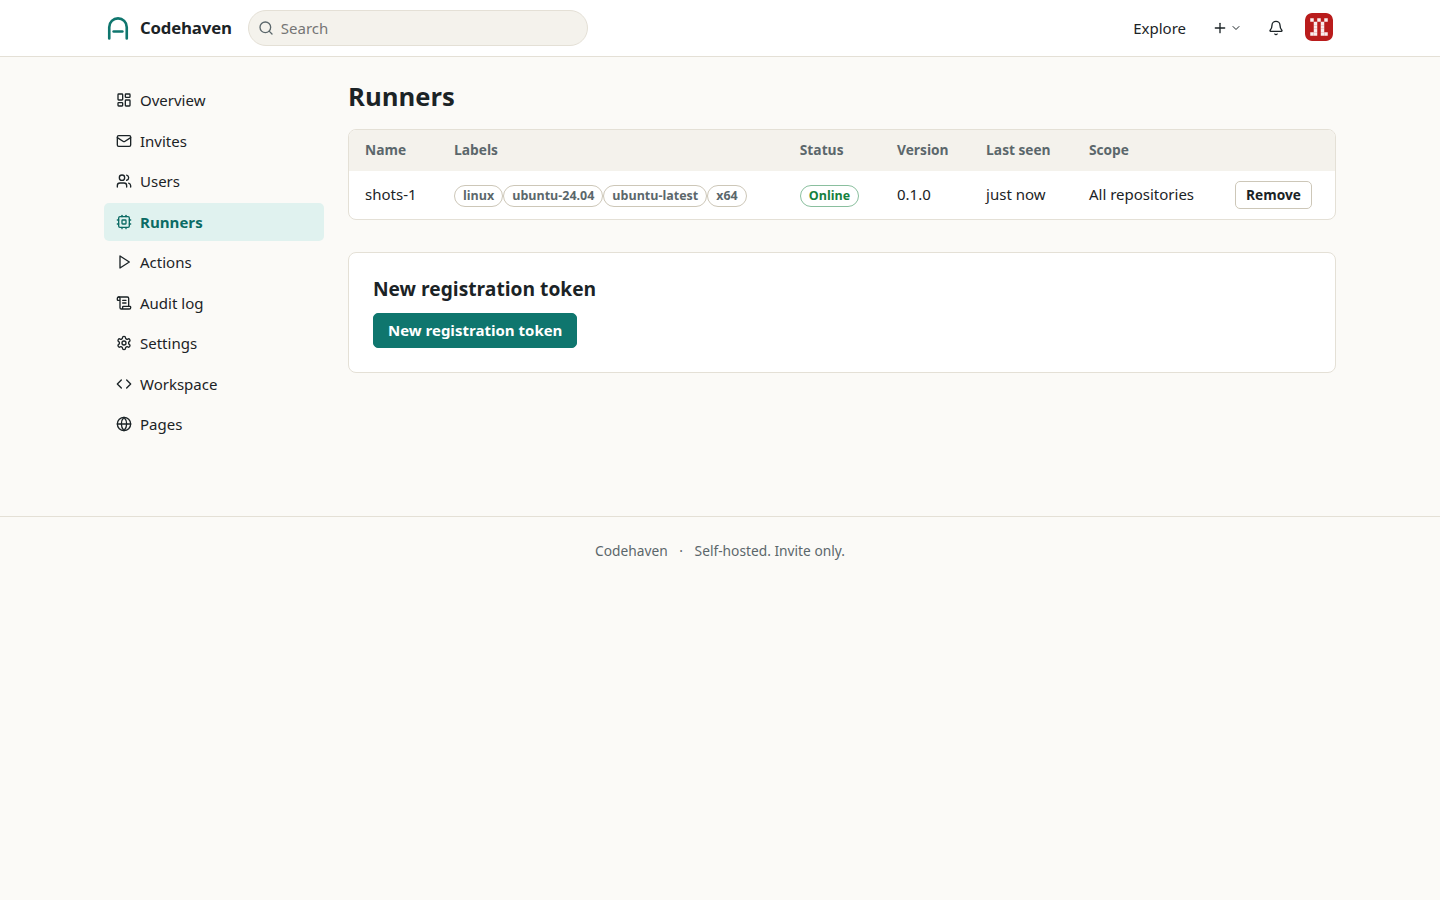 Codehaven
Search
Explore
Overview
Invites
Users
Runners
Actions
Audit log
Settings
Workspace
Pages
Runners
Name Labels Status Version Last seen Scope
shots-1 linux ubuntu-24.04 ubuntu-latest x64 Online 0.1.0 just now All repositories Remove
New registration token
New registration token
Codehaven · Self-hosted. Invite only.